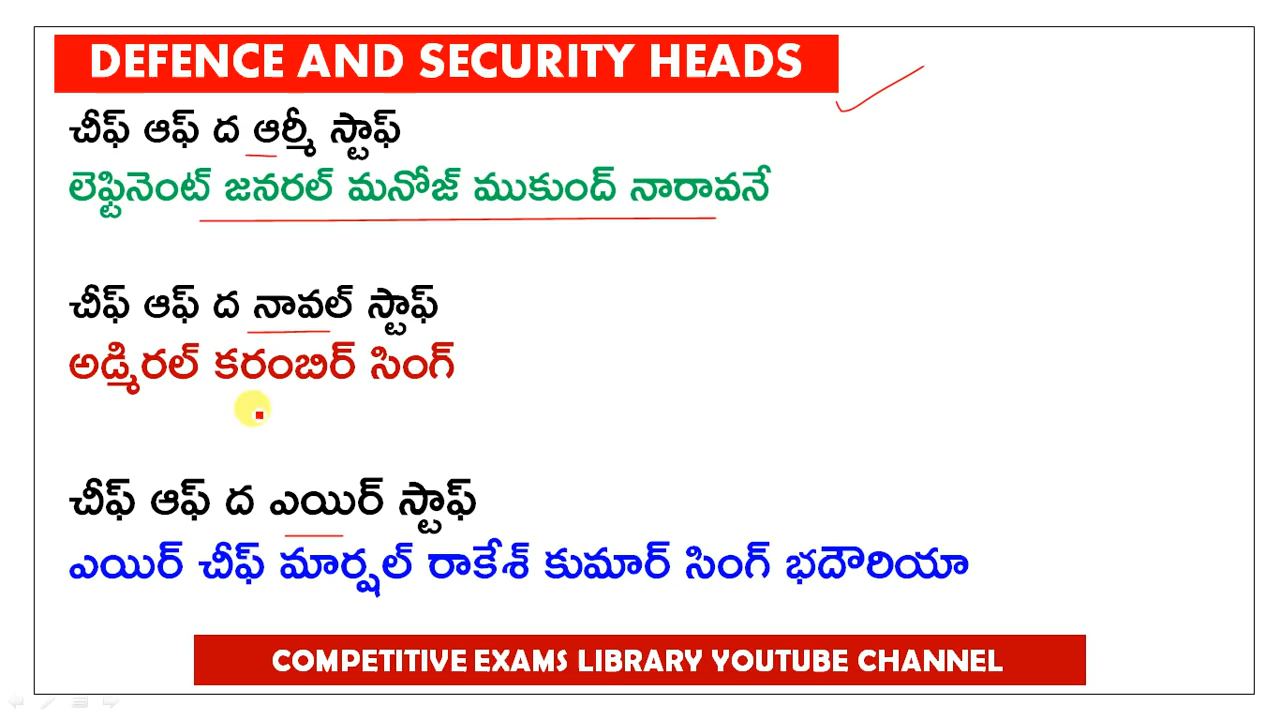 DEFENCE AND SECURITY HEADS
చీఫ్ ఆఫ్ ద ఆర్మీ స్టాఫ్
లెఫ్టినెంట్ జనరల్ మనోజ్ ముకుంద్ నారావనే
చీఫ్ ఆఫ్ ద నావల్ స్టాఫ్
అడ్మిరల్ కరంబిర్ సింగ్
చీఫ్ ఆఫ్ ద ఎయిర్ స్టాఫ్
ఎయిర్ చీఫ్ మార్షల్ రాకేశ్ కుమార్ సింగ్ భదౌరియా
COMPETITIVE EXAMS LIBRARY YOUTUBE CHANNEL